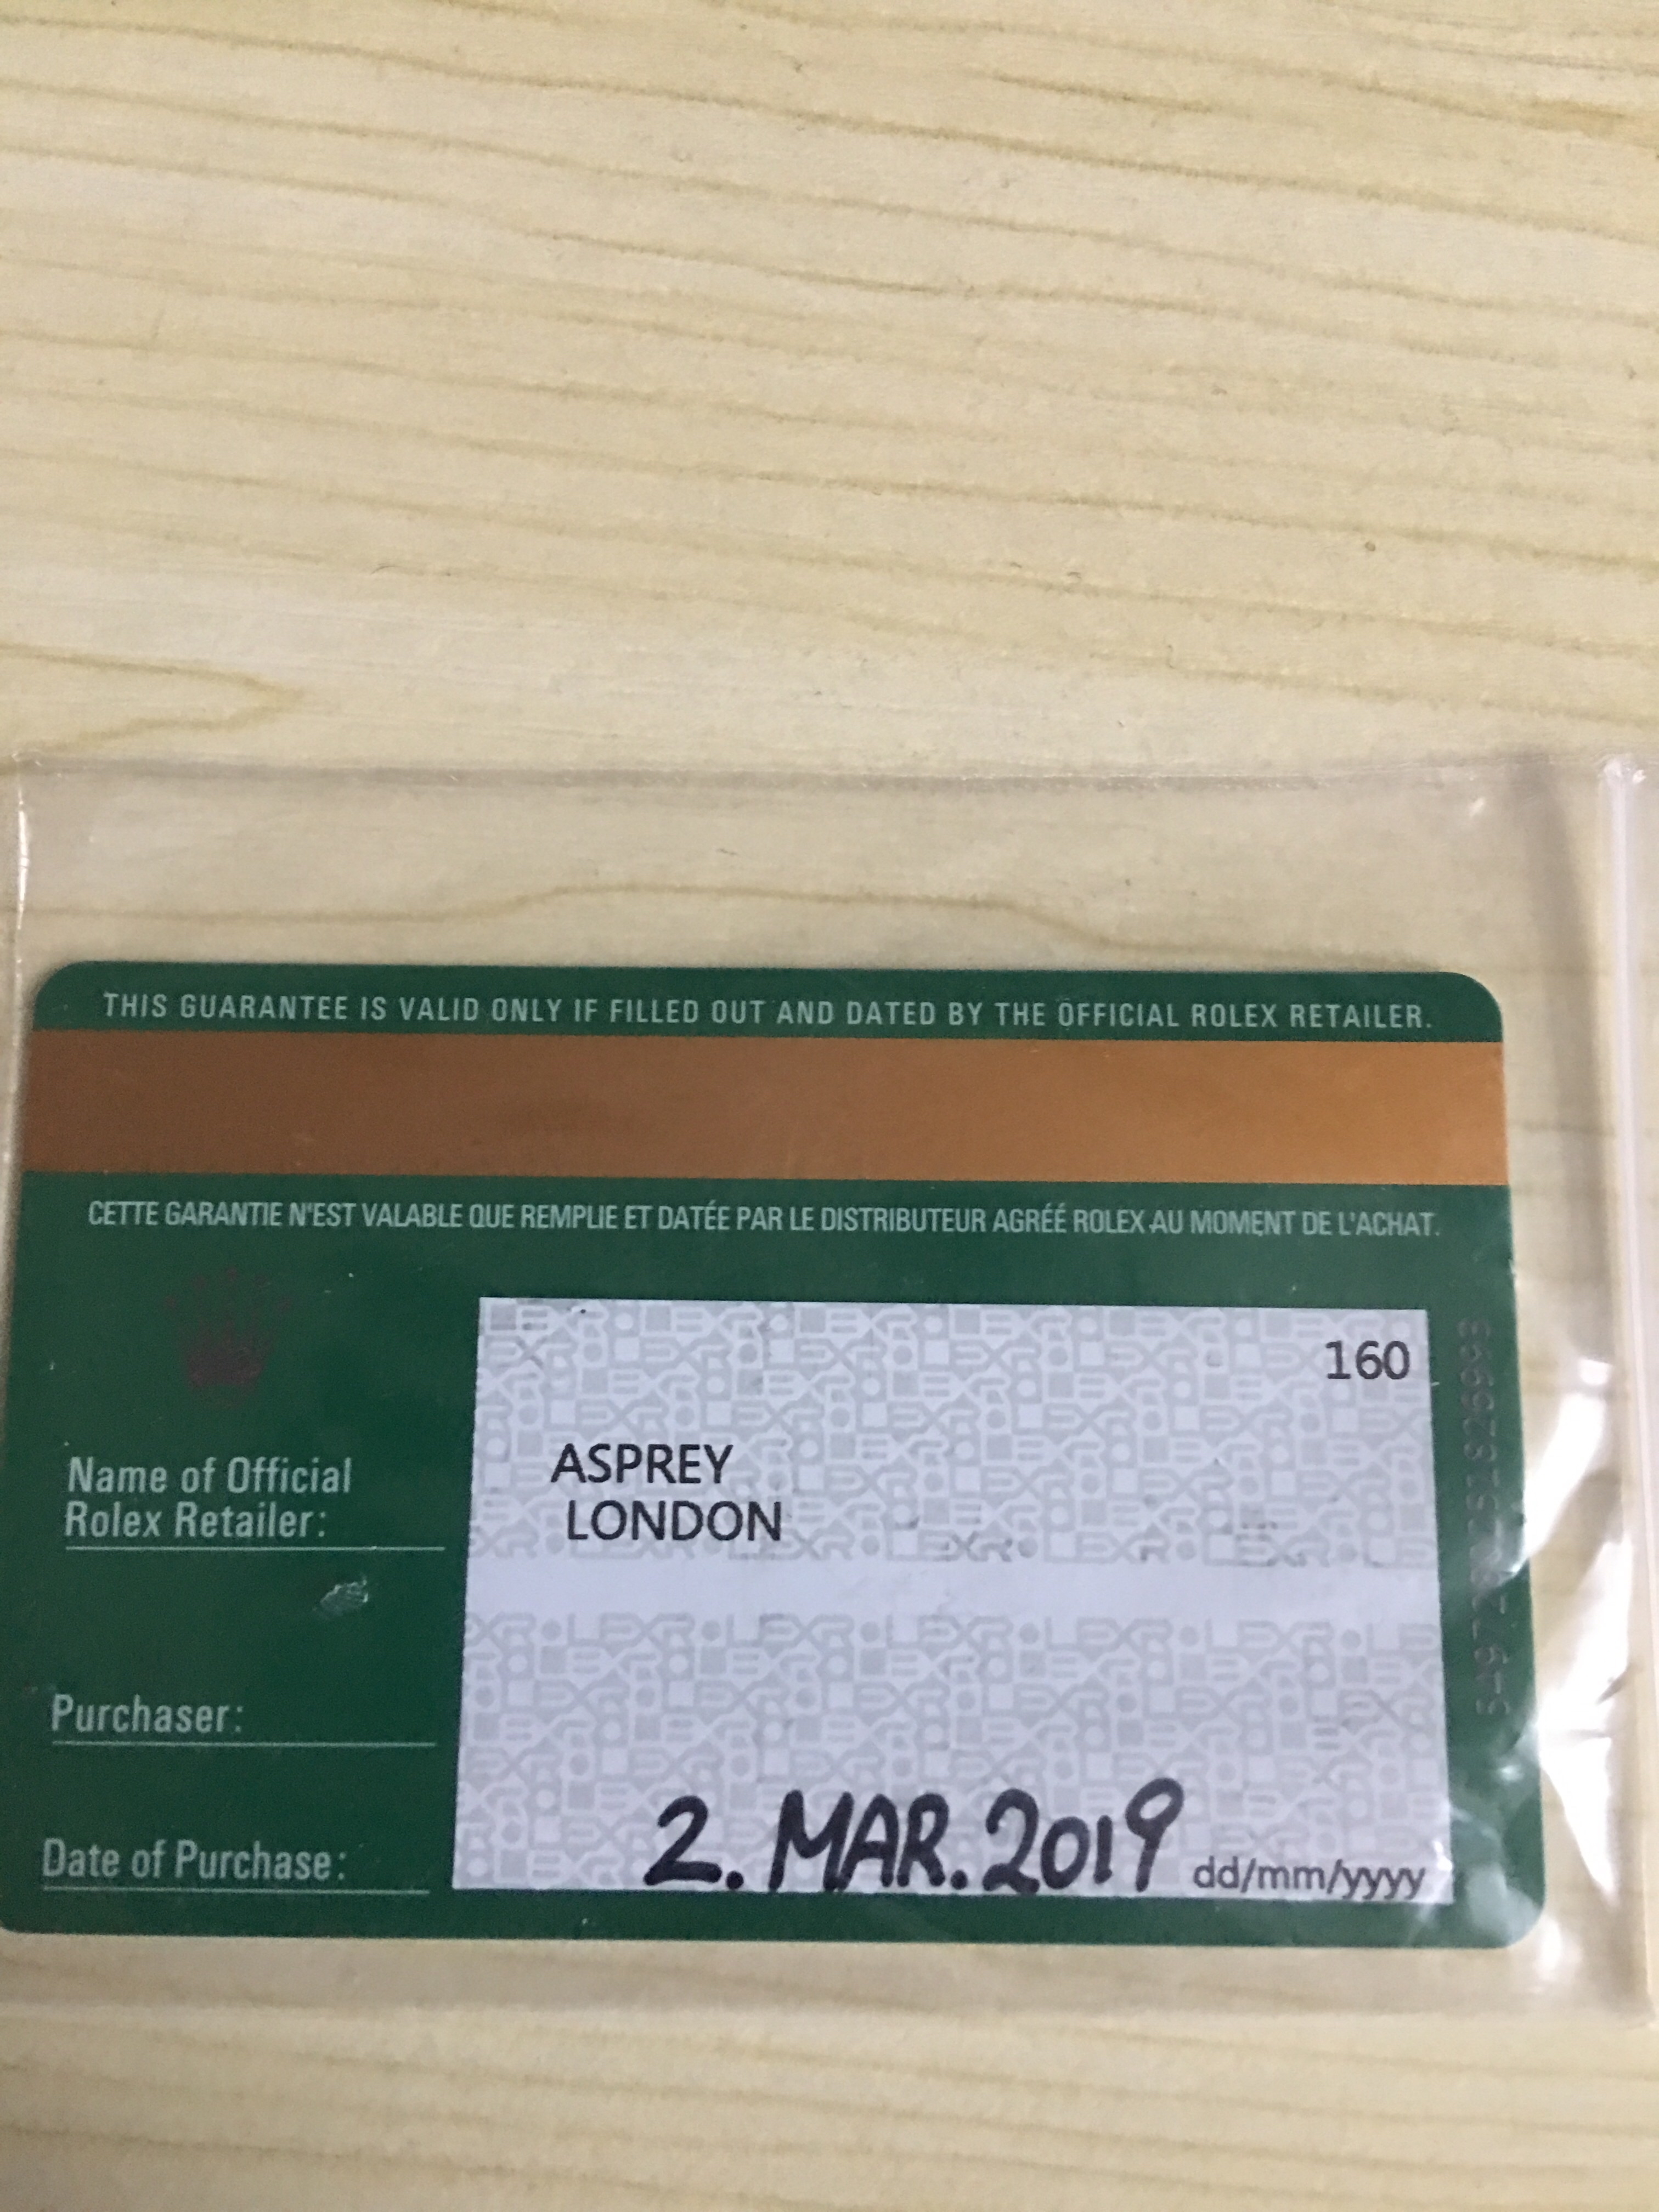 THIS GUARANTEE IS VALID ONLY IF FILLED OUT AND DATED BY THE OFFICIAL ROLEX RETAILER.
CETTE GARANTIE N'EST VALABLE QUE REMPLIE ET DATÉE PAR LE DISTRIBUTEUR AGRÉÉ ROLEX AU MOMENT DE L'ACHAT.
160
Name of Official
Rolex Retailer:
ASPREY
LONDON
Purchaser:
Date of Purchase:
2. MAR. 2019 dd/mm/yyyy